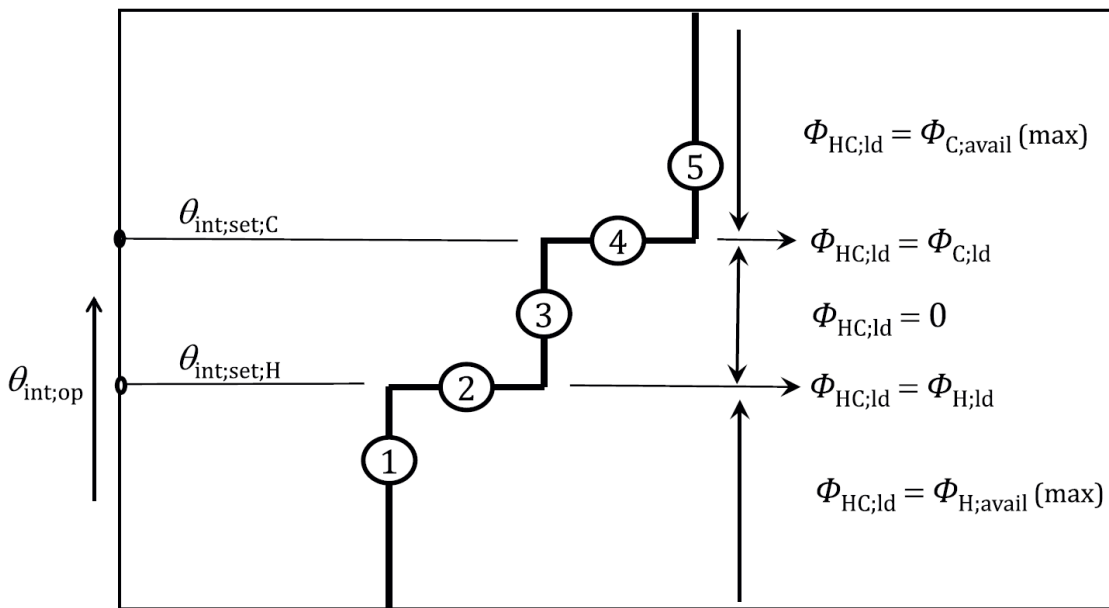 Φ_HC;ld = Φ_C;avail (max)
5
θ_int;set;C
4
Φ_HC;ld = Φ_C;ld
3
Φ_HC;ld = 0
θ_int;set;H
θ_int;op
2
Φ_HC;ld = Φ_H;ld
1
Φ_HC;ld = Φ_H;avail (max)